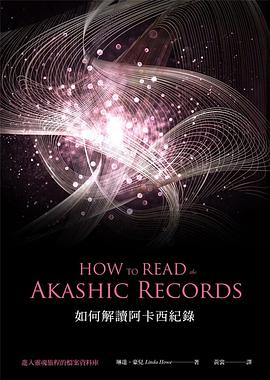 HOW TO READ the
AKASHIC RECORDS
如何解讀阿卡西紀錄
進入靈魂旅程的檔案資料庫
琳達・豪兒 Linda Howe ── 著
黃裳 ── 譯